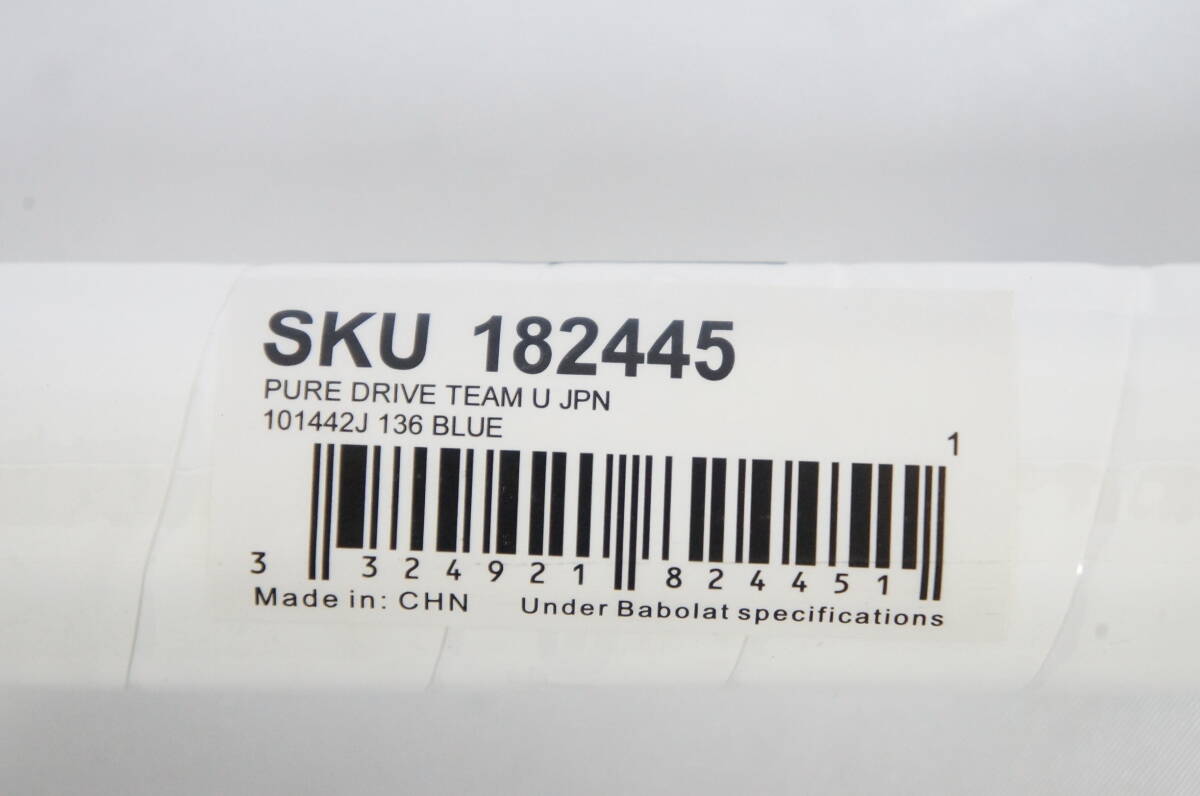 SKU 182445
PURE DRIVE TEAM U JPN
101442J 136 BLUE
1
3 324921 824451
Made in: CHN Under Babolat specifications